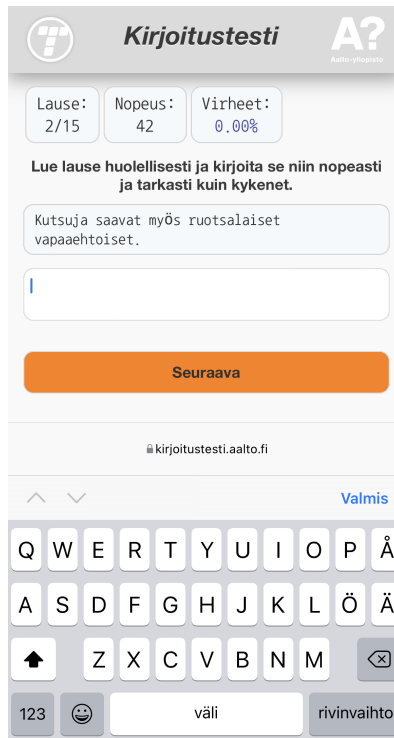 Kirjoitustesti
A?
Aalto-yliopisto
Lause: Nopeus: Virheet:
2/15 42 0.00%
Lue lause huolellisesti ja kirjoita se niin nopeasti
ja tarkasti kuin kykenet.
Kutsuja saavat myös ruotsalaiset
vapaaehtoiset.
Seuraava
kirjoitustesti.aalto.fi
Valmis
Q W E R T Y U I O P Å
A S D F G H J K L Ö Ä
Z X C V B N M
123 väli rivinvaihto